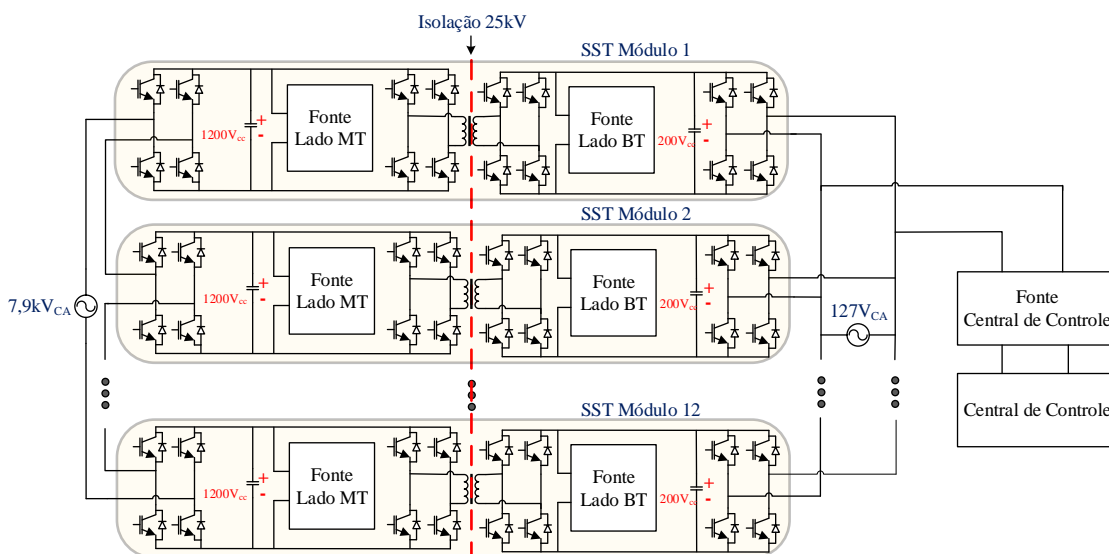 Isolação 25kV
SST Módulo 1
1200Vcc
+
-
Fonte
Lado MT
Fonte
Lado BT
200Vcc
+
-
SST Módulo 2
1200Vcc
+
-
Fonte
Lado MT
Fonte
Lado BT
200Vcc
+
-
7,9kVCA
127VCA
Fonte
Central de Controle
Central de Controle
SST Módulo 12
1200Vcc
+
-
Fonte
Lado MT
Fonte
Lado BT
200Vcc
+
-